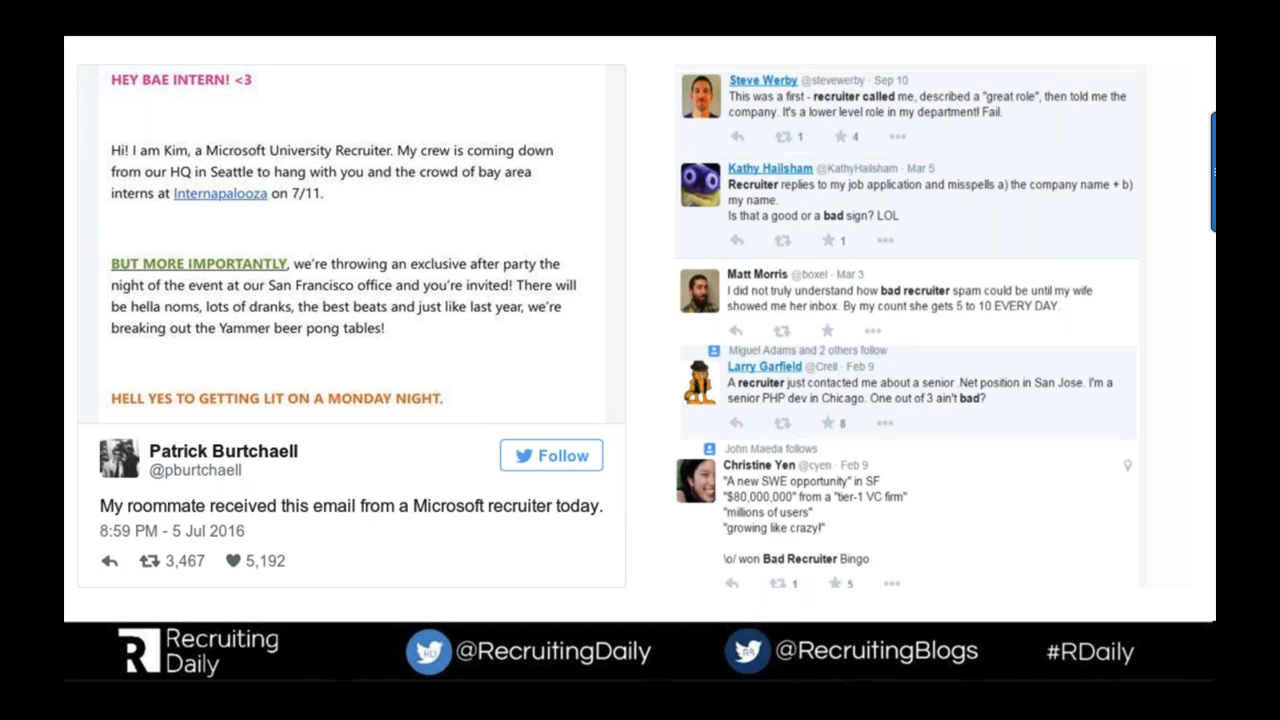 HEY BAE INTERN! <3
Hi! I am Kim, a Microsoft University Recruiter. My crew is coming down
from our HQ in Seattle to hang with you and the crowd of bay area
interns at Internapalooza on 7/11.
BUT MORE IMPORTANTLY, we're throwing an exclusive after party the
night of the event at our San Francisco office and you're invited! There will
be hella noms, lots of dranks, the best beats and just like last year, we're
breaking out the Yammer beer pong tables!
HELL YES TO GETTING LIT ON A MONDAY NIGHT.
Patrick Burtchaell
@pburtchaell
Follow
My roommate received this email from a Microsoft recruiter today.
8:59 PM - 5 Jul 2016
3,467 5,192
Steve Werby @stevewerby · Sep 10
This was a first - recruiter called me, described a "great role", then told me the
company. It's a lower level role in my department! Fail.
1 4
Kathy Hailsham @KathyHailsham · Mar 5
Recruiter replies to my job application and misspells a) the company name + b)
my name.
Is that a good or a bad sign? LOL
1
Matt Morris @boxel · Mar 3
I did not truly understand how bad recruiter spam could be until my wife
showed me her inbox. By my count she gets 5 to 10 EVERY DAY.
Miguel Adams and 2 others follow
Larry Garfield @Crell · Feb 9
A recruiter just contacted me about a senior .Net position in San Jose. I'm a
senior PHP dev in Chicago. One out of 3 ain't bad?
8
John Maeda follows
Christine Yen @cyen · Feb 9
"A new SWE opportunity" in SF
"$80,000,000" from a "tier-1 VC firm"
"millions of users"
"growing like crazy!"
\o/ won Bad Recruiter Bingo
1 5
R Recruiting
Daily
RD @RecruitingDaily
RB @RecruitingBlogs
#RDaily